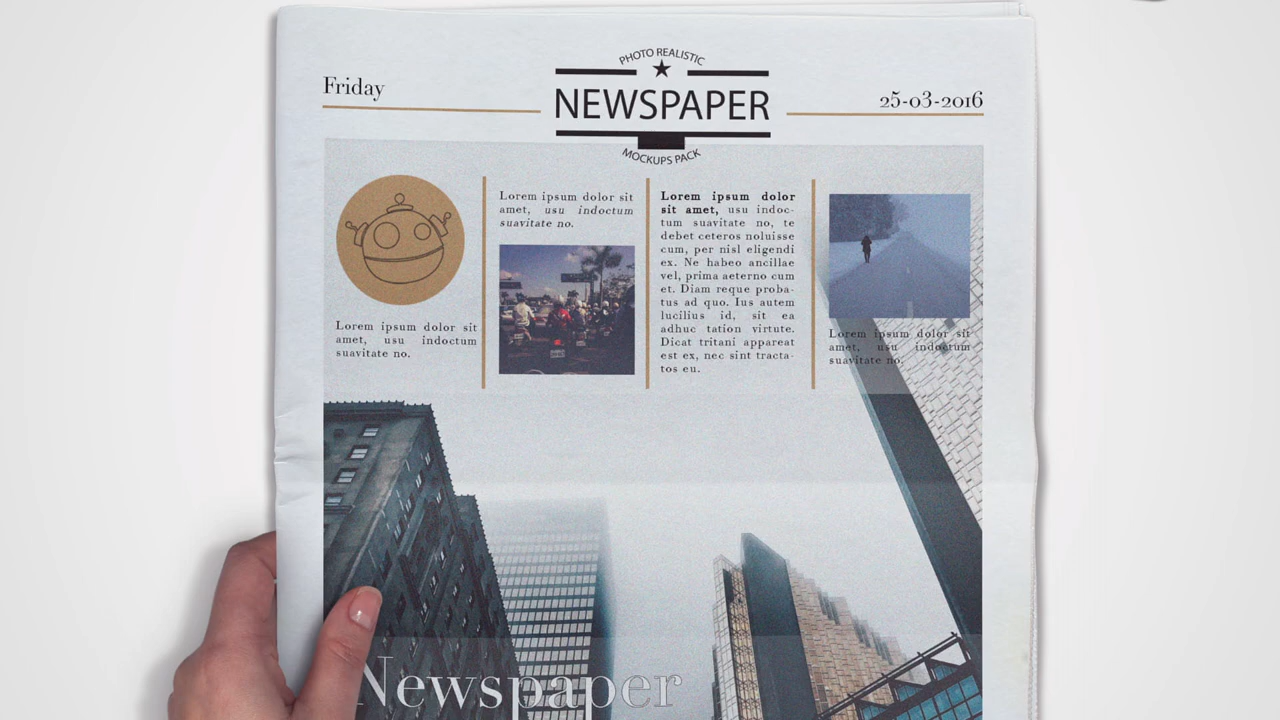 PHOTO REALISTIC
Friday
NEWSPAPER
25-03-2016
MOCKUPS PACK
Lorem ipsum dolor sit
amet, usu indoctum
suavitate no.
Lorem ipsum dolor sit
amet, usu indoctum
suavitate no.
Lorem ipsum dolor
sit amet, usu indoc-
tum suavitate no, te
debet ceteros noluisse
cum, per nisl eligendi
ex. Ne habeo ancillae
vel, prima aeterno cum
et. Diam reque proba-
tus ad quo. Ius autem
lucilius id, sit ea
adhuc tation virtute.
Dicat tritani appareat
est ex, nec sint tracta-
tos eu.
Lorem ipsum dolor sit
amet, usu indoctum
suavitate no.
Newspaper